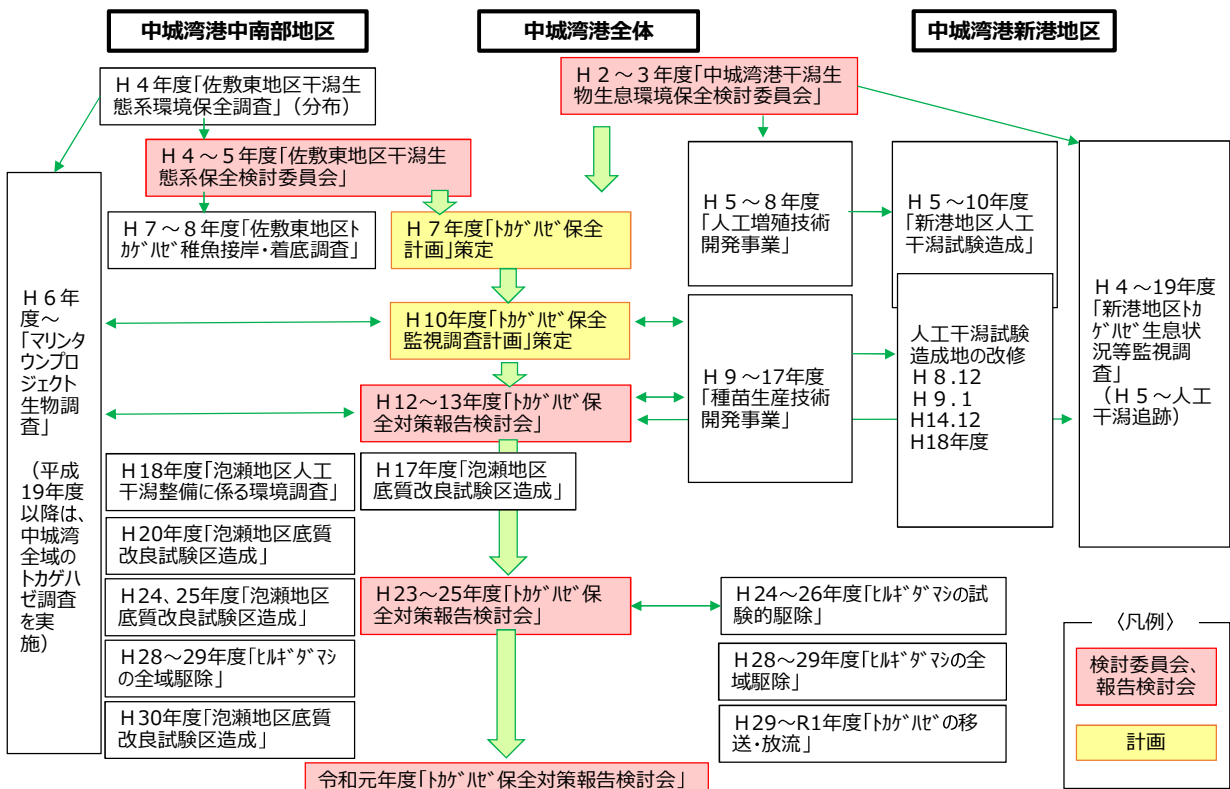 中城湾港中南部地区
中城湾港全体
中城湾港新港地区
H４年度「佐敷東地区干潟生
態系環境保全調査」（分布）
H２～３年度「中城湾港干潟生
物生息環境保全検討委員会」
H４～５年度「佐敷東地区干潟生
態系保全検討委員会」
H７～８年度「佐敷東地区ﾄ
ｶｹﾞﾊｾﾞ稚魚接岸・着底調査」
H７年度「ﾄｶｹﾞﾊｾﾞ保全
計画」策定
H５～８年度
「人工増殖技術
開発事業」
H５～10年度
「新港地区人工
干潟試験造成」
H６年
度～
「マリンタ
ウンプロ
ジェクト
生物調
査」
（平成
19年度
以降は、
中城湾
全域の
トカゲハ
ゼ調査
を実
施）
H10年度「ﾄｶｹﾞﾊｾﾞ保全
監視調査計画」策定
H９～17年度
「種苗生産技術
開発事業」
人工干潟試験
造成地の改修
H８.12
H９.１
H14.12
H18年度
H４～19年度
「新港地区ﾄｶ
ｹﾞﾊｾﾞ生息状
況等監視調
査」
（H５～人工
干潟追跡）
H12～13年度「ﾄｶｹﾞﾊｾﾞ保
全対策報告検討会」
H18年度「泡瀬地区人工
干潟整備に係る環境調査」
H17年度「泡瀬地区
底質改良試験区造成」
H20年度「泡瀬地区底質
改良試験区造成」
H24、25年度「泡瀬地区
底質改良試験区造成」
H23～25年度「ﾄｶｹﾞﾊｾﾞ保
全対策報告検討会」
H24～26年度「ﾋﾙｷﾞﾀﾞﾏｼの試
験的駆除」
H28～29年度「ﾋﾙｷﾞﾀﾞﾏｼ
の全域駆除」
H28～29年度「ﾋﾙｷﾞﾀﾞﾏｼの全
域駆除」
H30年度「泡瀬地区底質
改良試験区造成」
H29～R1年度「ﾄｶｹﾞﾊｾﾞの移
送・放流」
令和元年度「ﾄｶｹﾞﾊｾﾞ保全対策報告検討会」
〈凡例〉
検討委員会、
報告検討会
計画